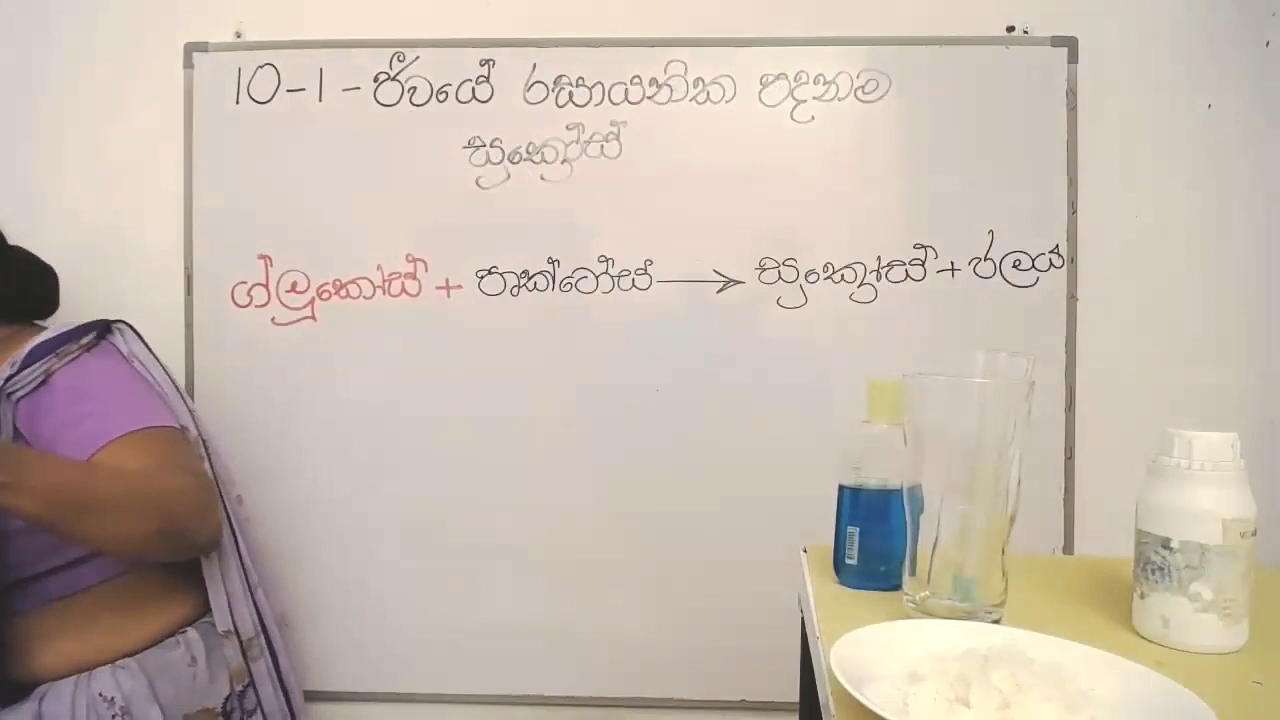 10-1-ජීවයේ රසායනික පදනම
සුක්‍රෝස්
ග්ලූකෝස් + පෘක්ටෝස් → සුක්‍රෝස් + ජලය